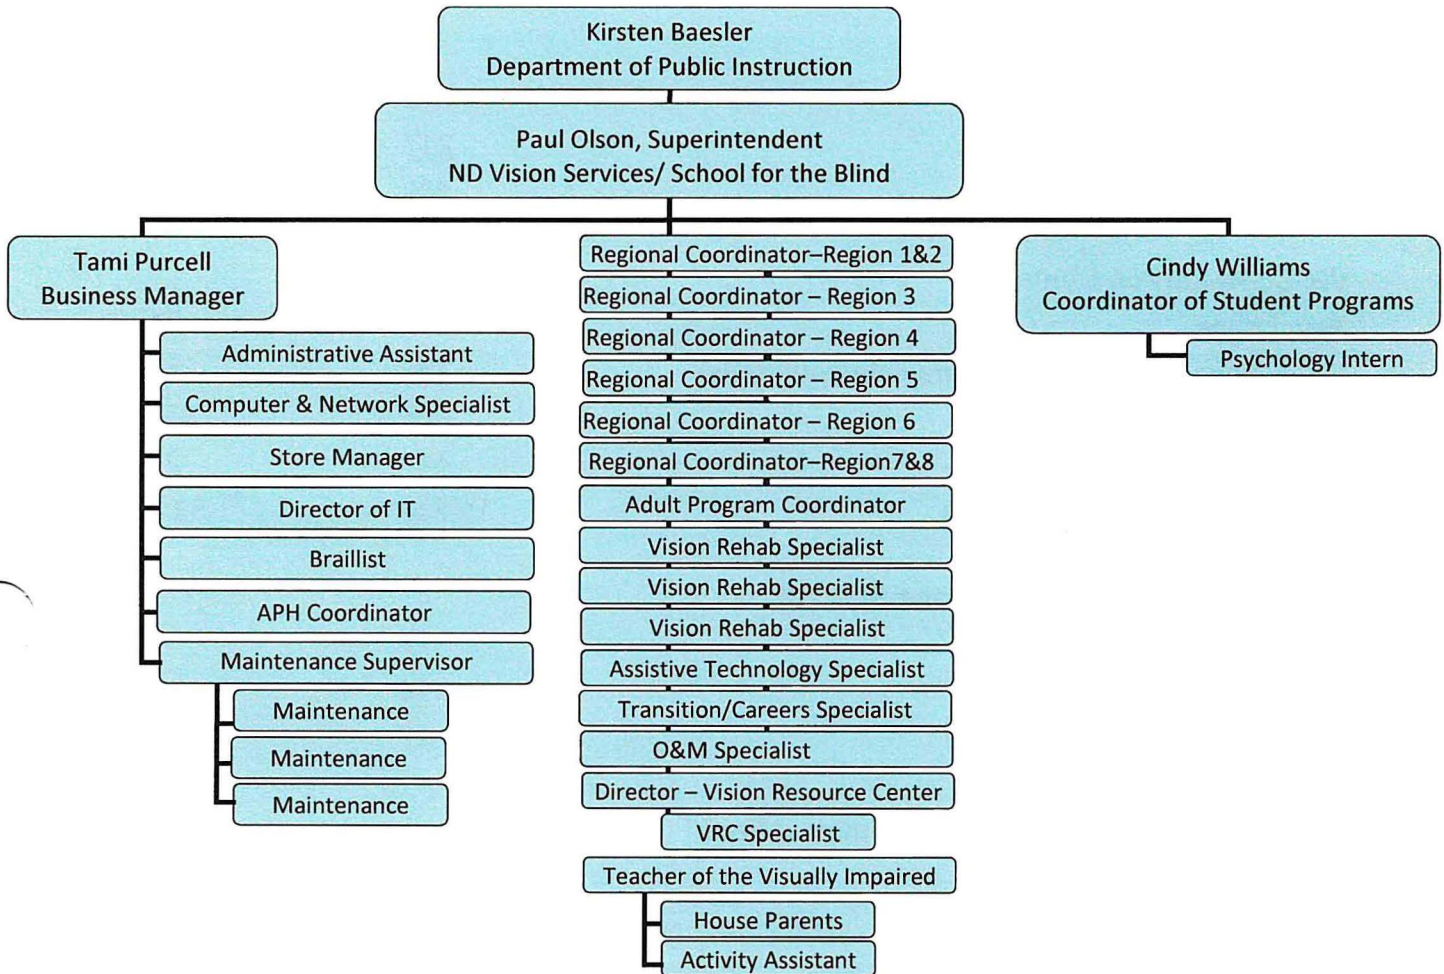 Kirsten Baesler
Department of Public Instruction
Paul Olson, Superintendent
ND Vision Services/ School for the Blind
Tami Purcell
Business Manager
Administrative Assistant
Computer & Network Specialist
Store Manager
Director of IT
Braillist
APH Coordinator
Maintenance Supervisor
Maintenance
Maintenance
Maintenance
Regional Coordinator–Region 1&2
Regional Coordinator – Region 3
Regional Coordinator – Region 4
Regional Coordinator – Region 5
Regional Coordinator – Region 6
Regional Coordinator–Region7&8
Adult Program Coordinator
Vision Rehab Specialist
Vision Rehab Specialist
Vision Rehab Specialist
Assistive Technology Specialist
Transition/Careers Specialist
O&M Specialist
Director – Vision Resource Center
VRC Specialist
Teacher of the Visually Impaired
House Parents
Activity Assistant
Cindy Williams
Coordinator of Student Programs
Psychology Intern